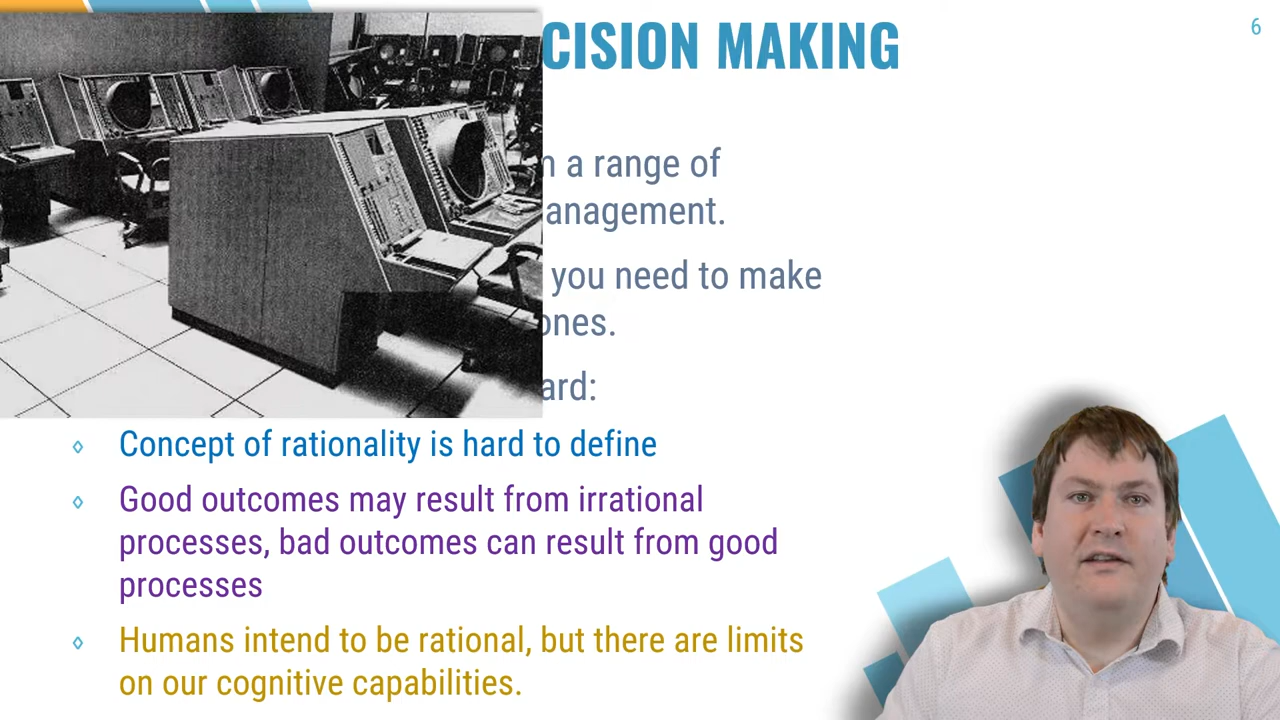 CISION MAKING
6
a range of
anagement.
you need to make
ones.
ard:
Concept of rationality is hard to define
Good outcomes may result from irrational
processes, bad outcomes can result from good
processes
Humans intend to be rational, but there are limits
on our cognitive capabilities.